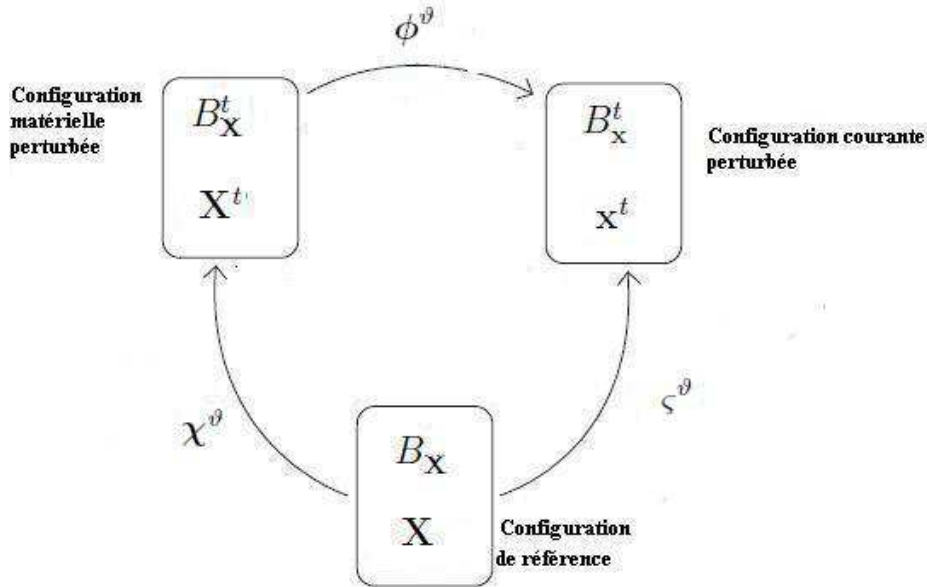 ϕ^ϑ
Configuration
matérielle
perturbée
B^t_𝐗
𝐗^t
B^t_𝐱
𝐱^t
Configuration courante
perturbée
χ^ϑ
ς^ϑ
B_𝐗
𝐗
Configuration
de référence